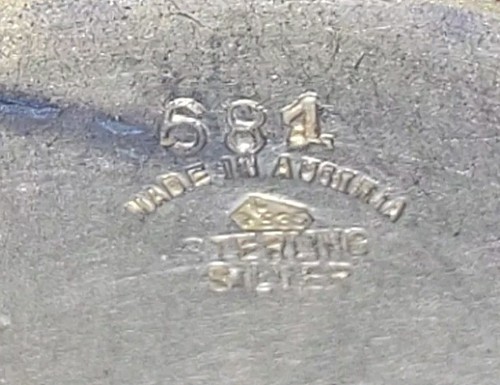 581
MADE IN AUSTRIA
STERLING
SILVER